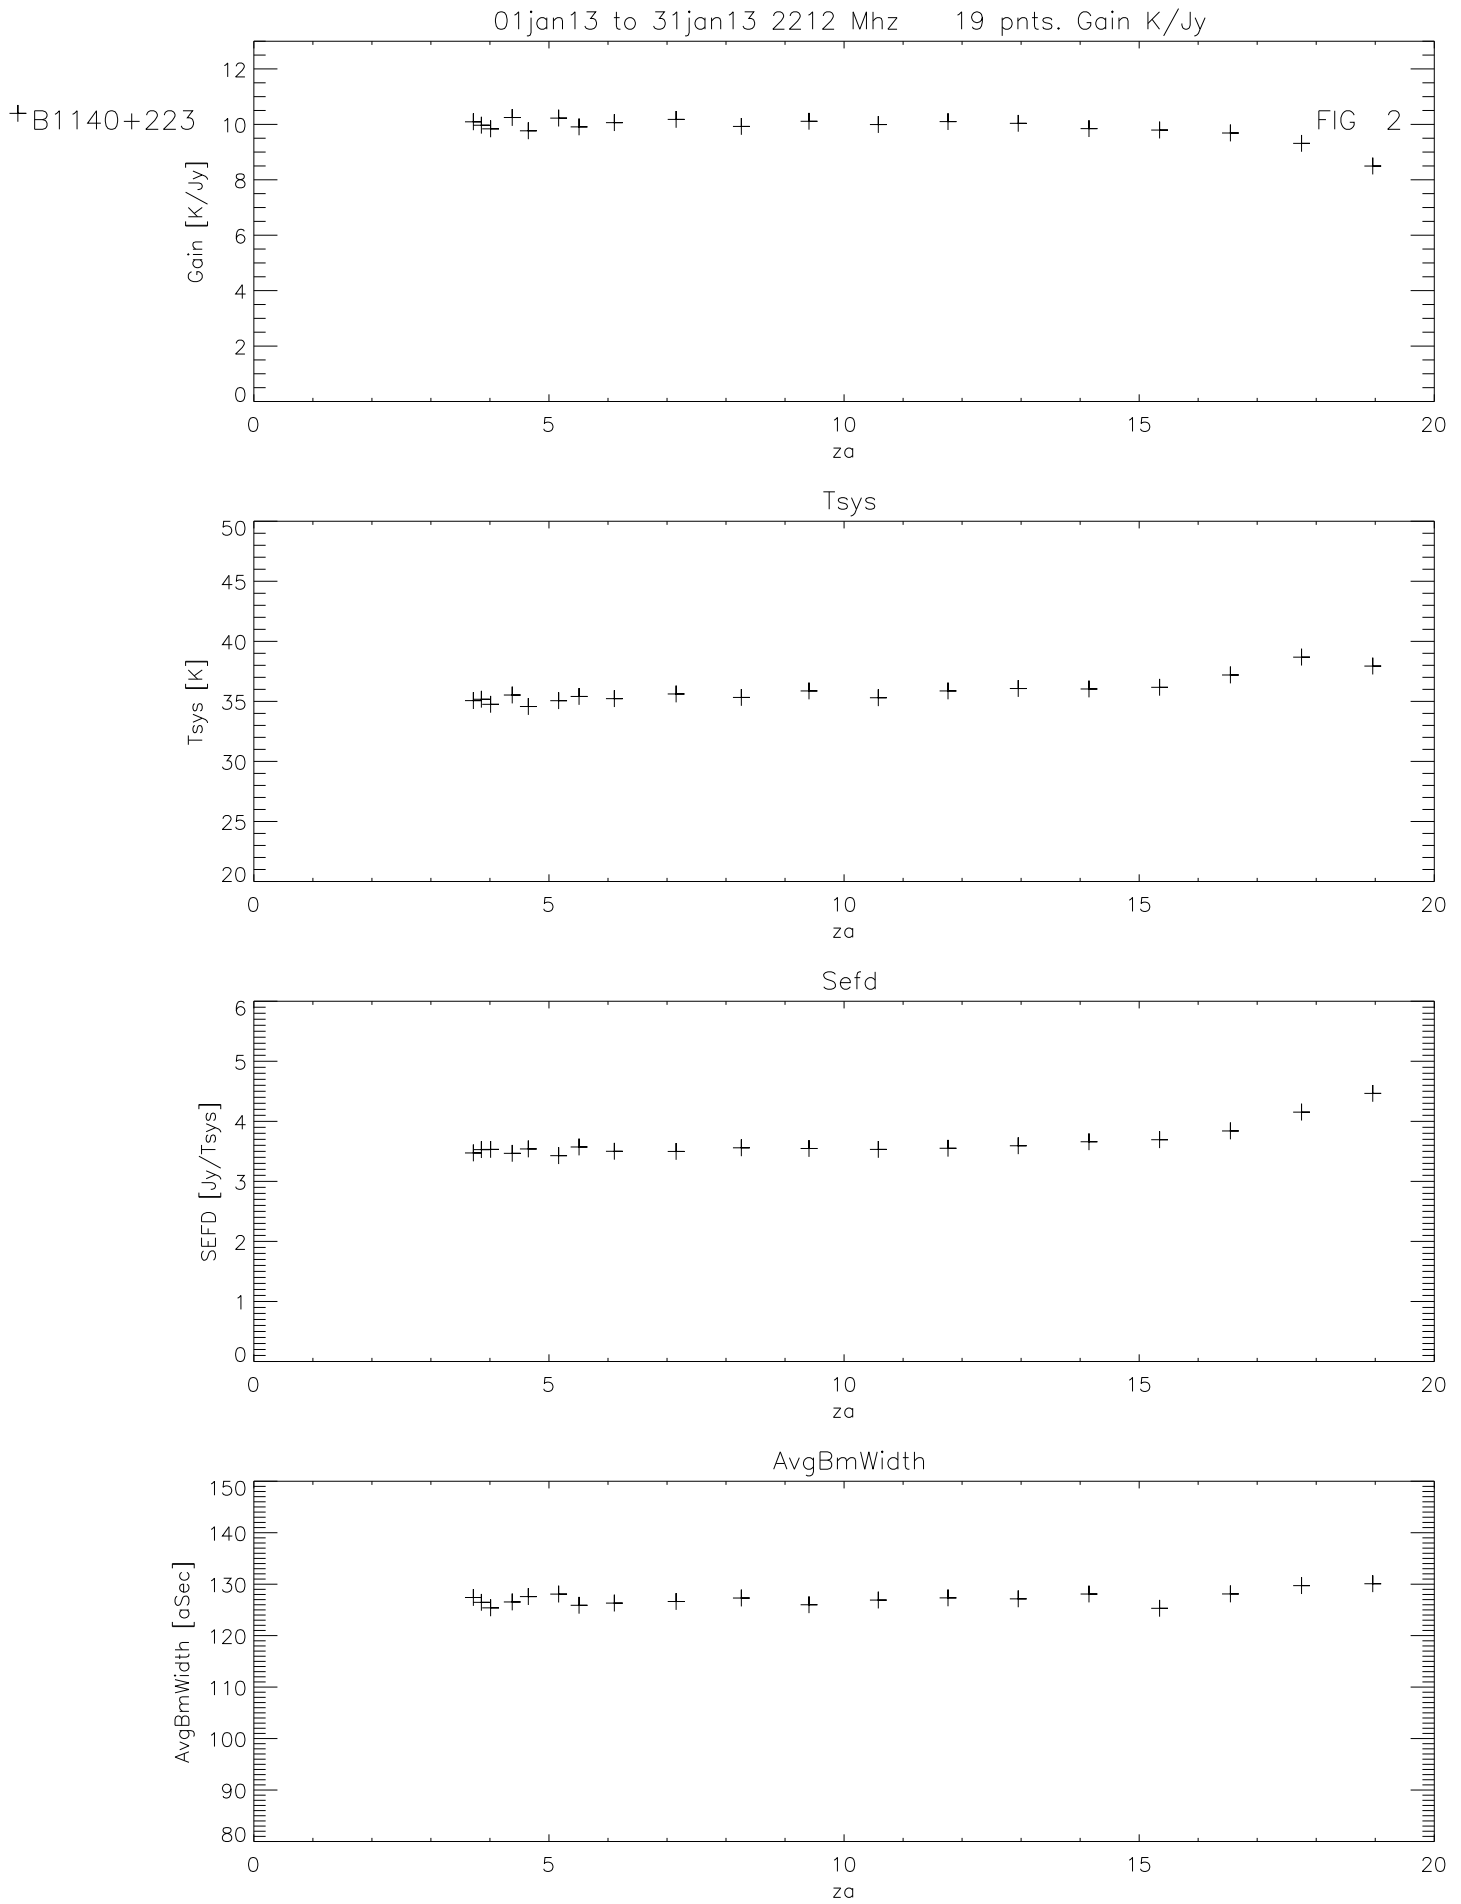 01jan13 to 31jan13 2212 Mhz 19 pnts. Gain K/Jy
+B1140+223
FIG 2
Gain [K/Jy]
12
10
8
6
4
2
0
0 5 10 15 20
za
Tsys
Tsys [K]
50
45
40
35
30
25
20
0 5 10 15 20
za
Sefd
SEFD [Jy/Tsys]
6
5
4
3
2
1
0
0 5 10 15 20
za
AvgBmWidth
AvgBmWidth [aSec]
150
140
130
120
110
100
90
80
0 5 10 15 20
za